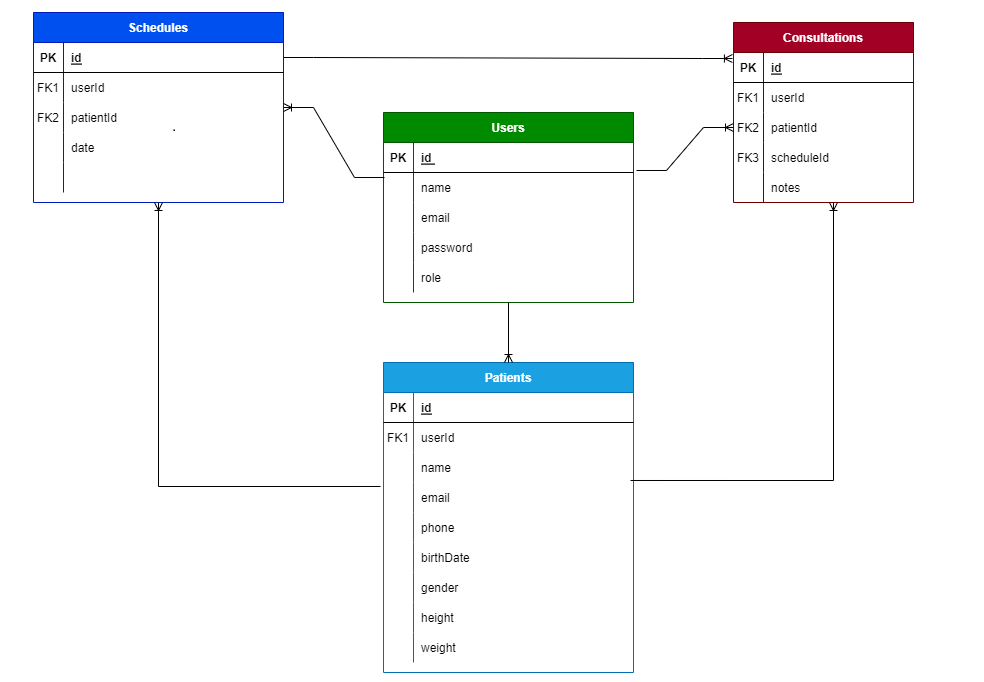 Schedules
PK id
FK1 userId
FK2 patientId
date
Consultations
PK id
FK1 userId
FK2 patientId
FK3 scheduleId
notes
Users
PK id
name
email
password
role
Patients
PK id
FK1 userId
name
email
phone
birthDate
gender
height
weight